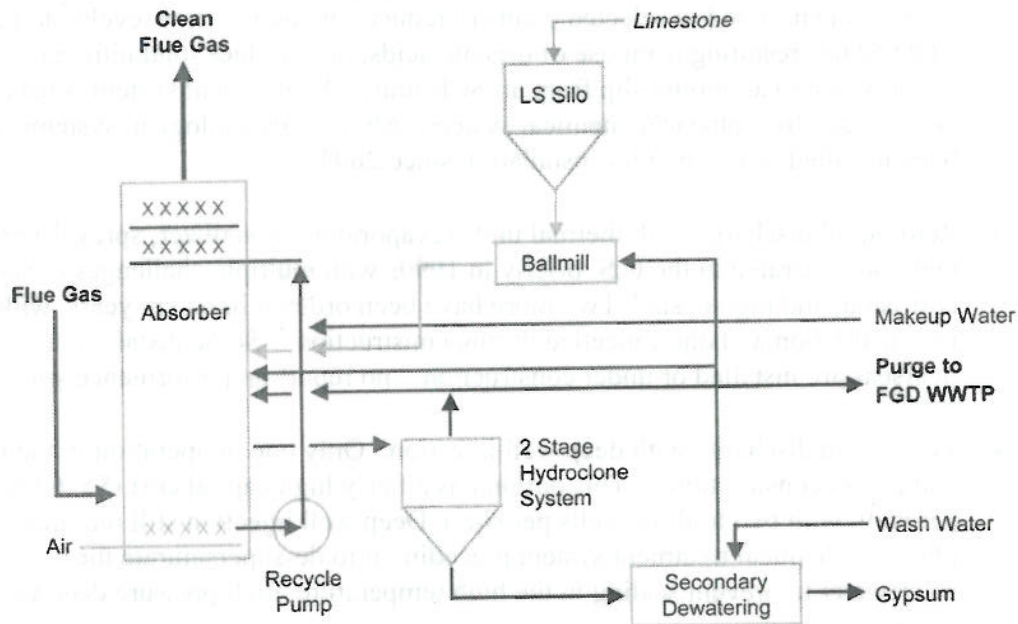 Clean
Flue Gas
Limestone
LS Silo
X X X X X
X X X X X
Ballmill
Flue Gas
Absorber
Makeup Water
Purge to
FGD WWTP
2 Stage
Hydroclone
System
X X X X X
Air
Recycle
Pump
Wash Water
Secondary
Dewatering
Gypsum